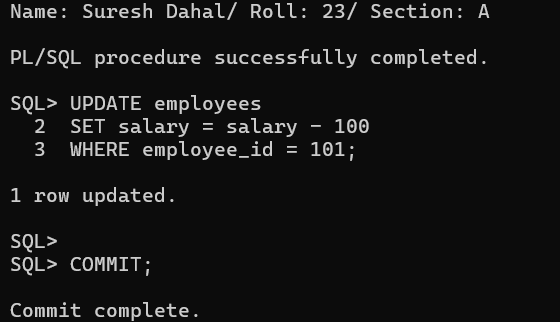 Name: Suresh Dahal/ Roll: 23/ Section: A
PL/SQL procedure successfully completed.
SQL> UPDATE employees
  2  SET salary = salary - 100
  3  WHERE employee_id = 101;
1 row updated.
SQL>
SQL> COMMIT;
Commit complete.